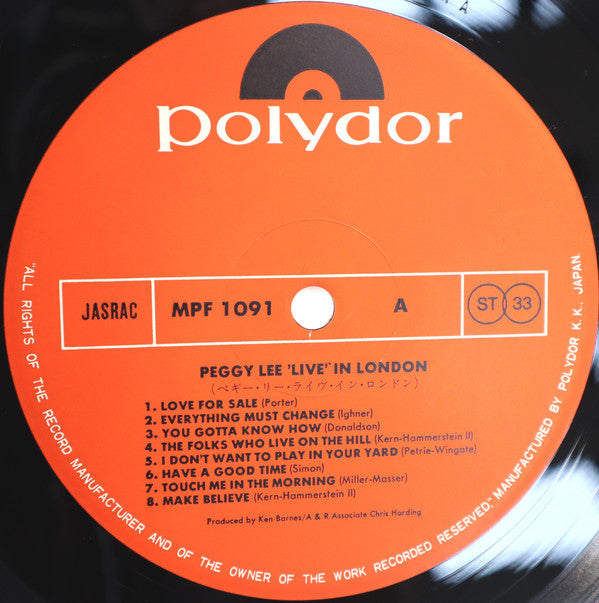 A
polydor
JASRAC MPF 1091 A ST 33
PEGGY LEE 'LIVE' IN LONDON
(ペギー・リー・ライヴ・イン・ロンドン)
1. LOVE FOR SALE (Porter)
2. EVERYTHING MUST CHANGE (Ighner)
3. YOU GOTTA KNOW HOW (Donaldson)
4. THE FOLKS WHO LIVE ON THE HILL (Kern-Hammerstein II)
5. I DON'T WANT TO PLAY IN YOUR YARD (Petrie-Wingate)
6. HAVE A GOOD TIME (Simon)
7. TOUCH ME IN THE MORNING (Miller-Masser)
8. MAKE BELIEVE (Kern-Hammerstein II)
Produced by Ken Barnes/A & R Associate Chris Harding
"ALL RIGHTS OF THE RECORD MANUFACTURER AND OF THE OWNER OF THE WORK RECORDED RESERVED," MANUFACTURED BY POLYDOR K.K., JAPAN.